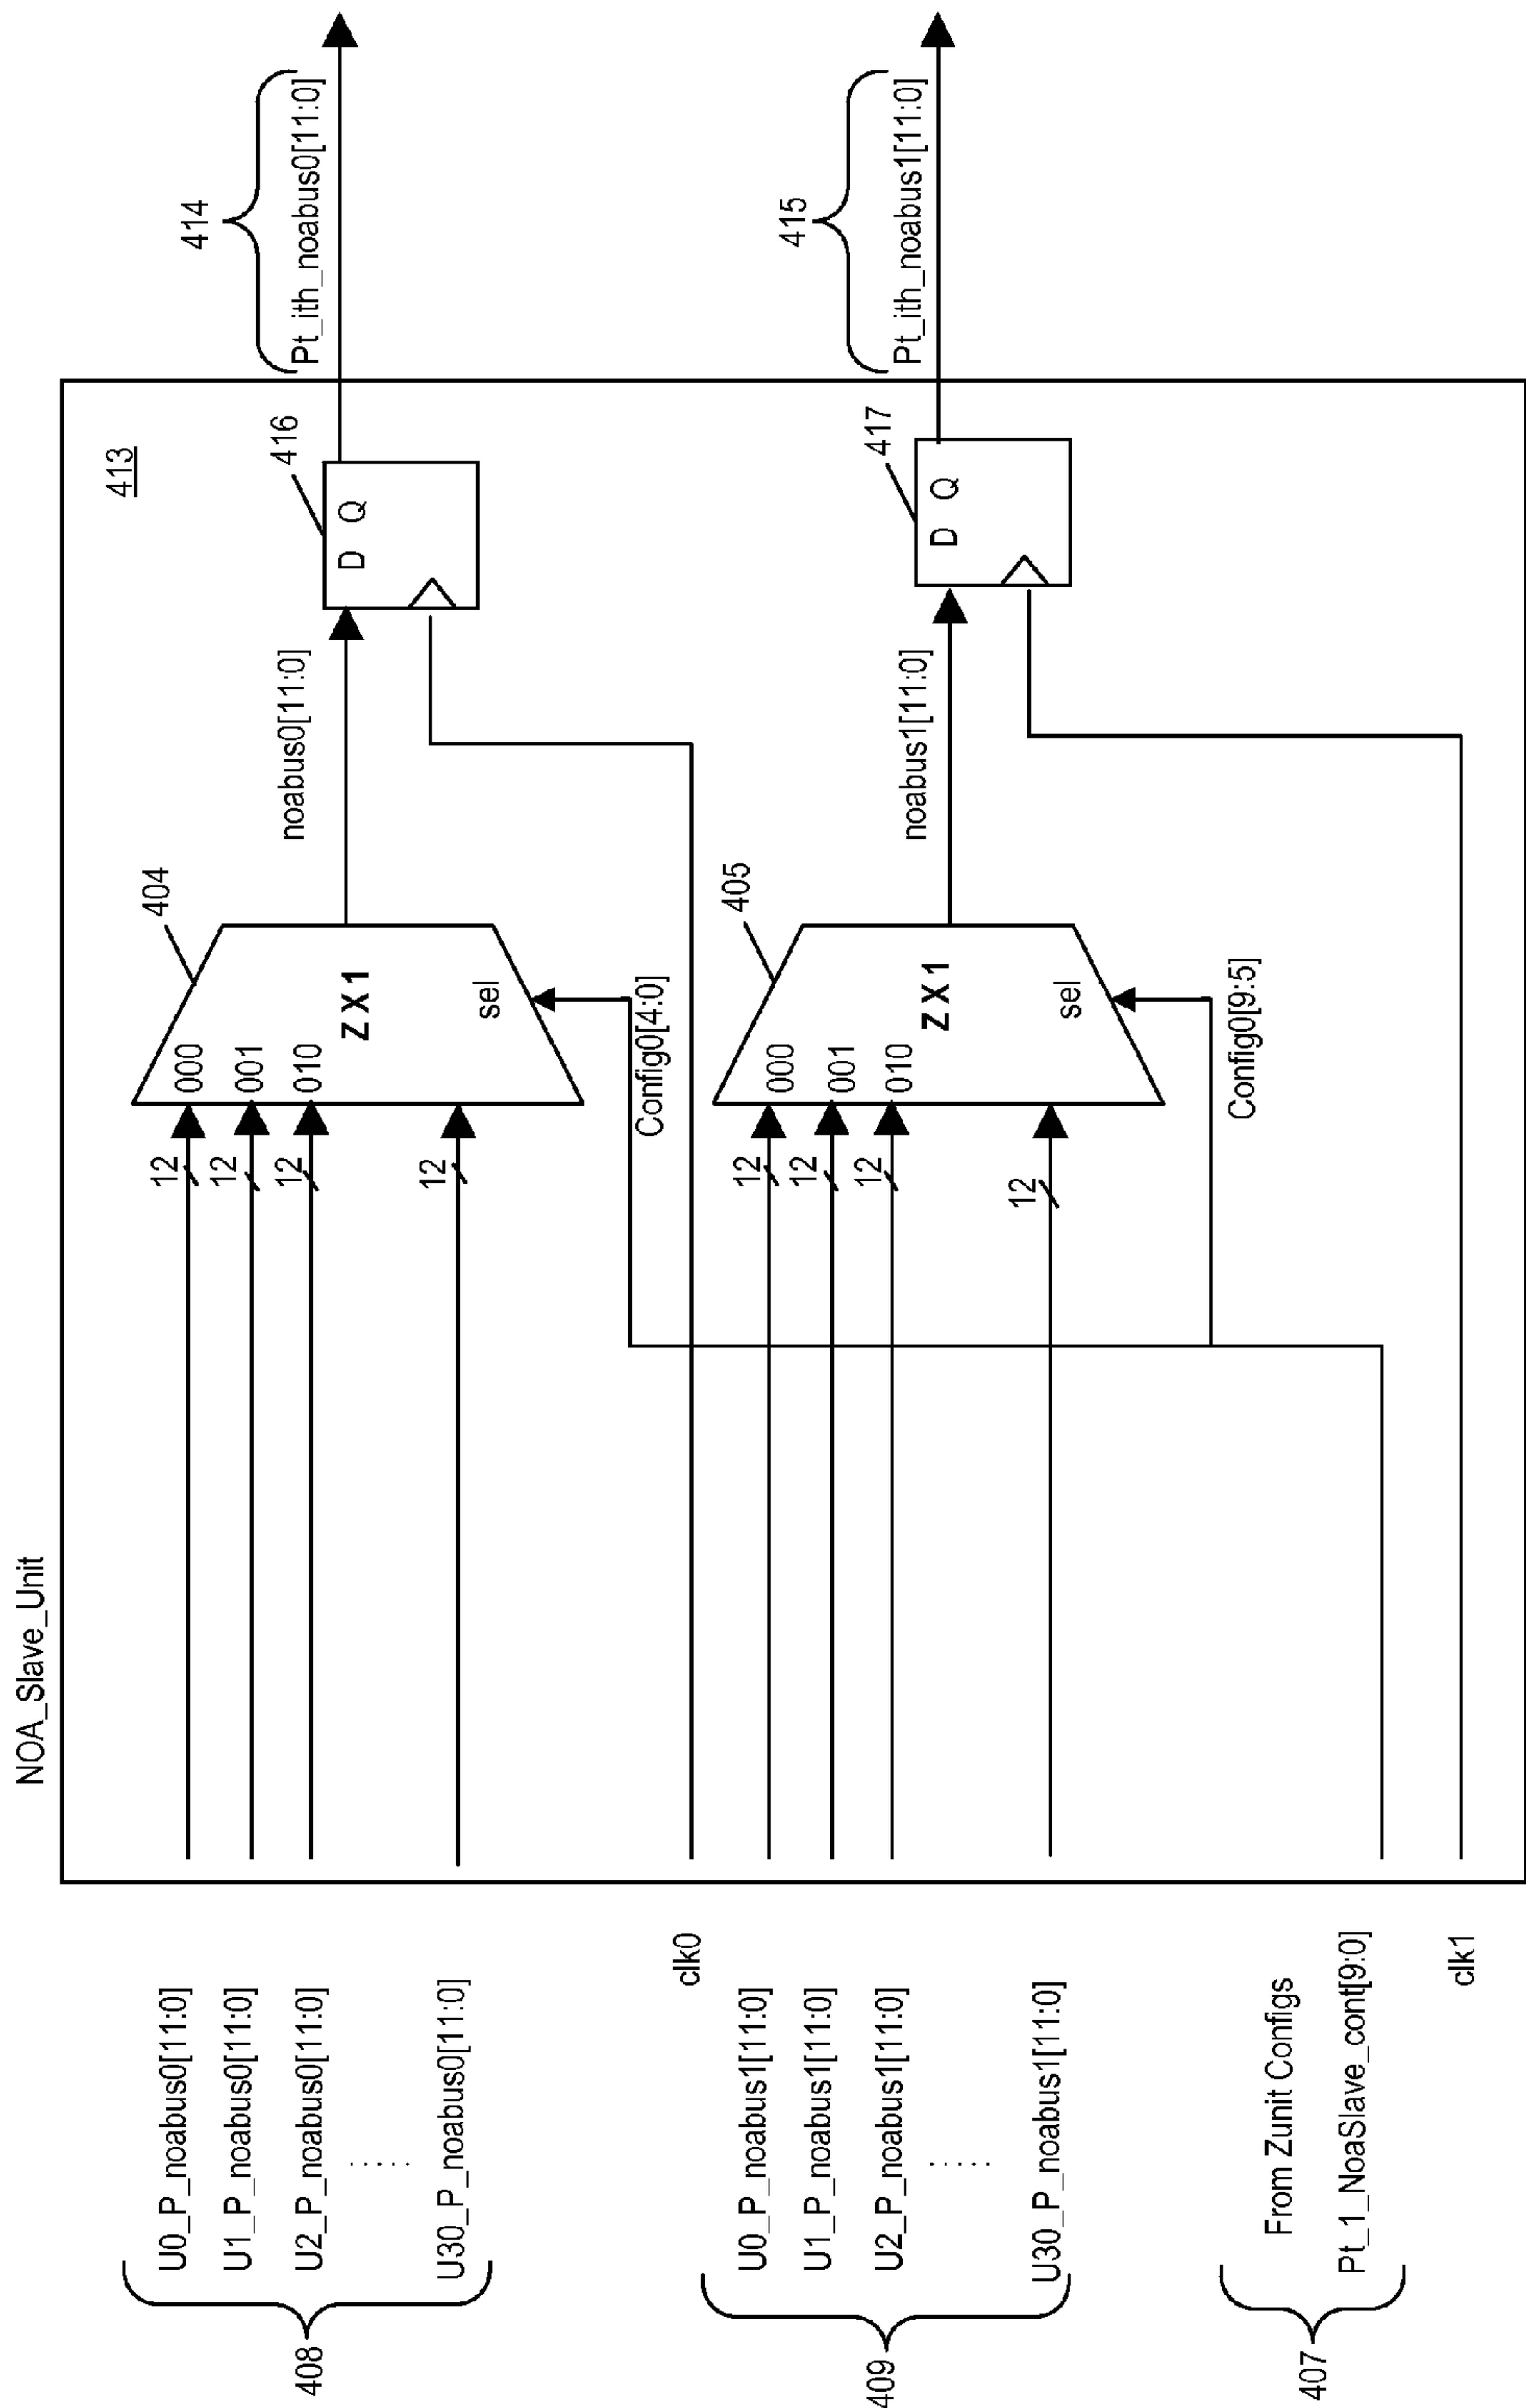 NOA_Slave_Unit
413
408
U0_P_noabus0[11:0]
U1_P_noabus0[11:0]
U2_P_noabus0[11:0]
.....
U30_P_noabus0[11:0]
12
12
12
12
000
001
010
Z X 1
sel
404
Config0[4:0]
noabus0[11:0]
D Q
416
Pt_ith_noabus0[11:0]
414
clk0
409
U0_P_noabus1[11:0]
U1_P_noabus1[11:0]
U2_P_noabus1[11:0]
.....
U30_P_noabus1[11:0]
12
12
12
12
000
001
010
Z X 1
sel
405
Config0[9:5]
noabus1[11:0]
D Q
417
Pt_ith_noabus1[11:0]
415
407
From Zunit Configs
Pt_1_NoaSlave_cont[9:0]
clk1